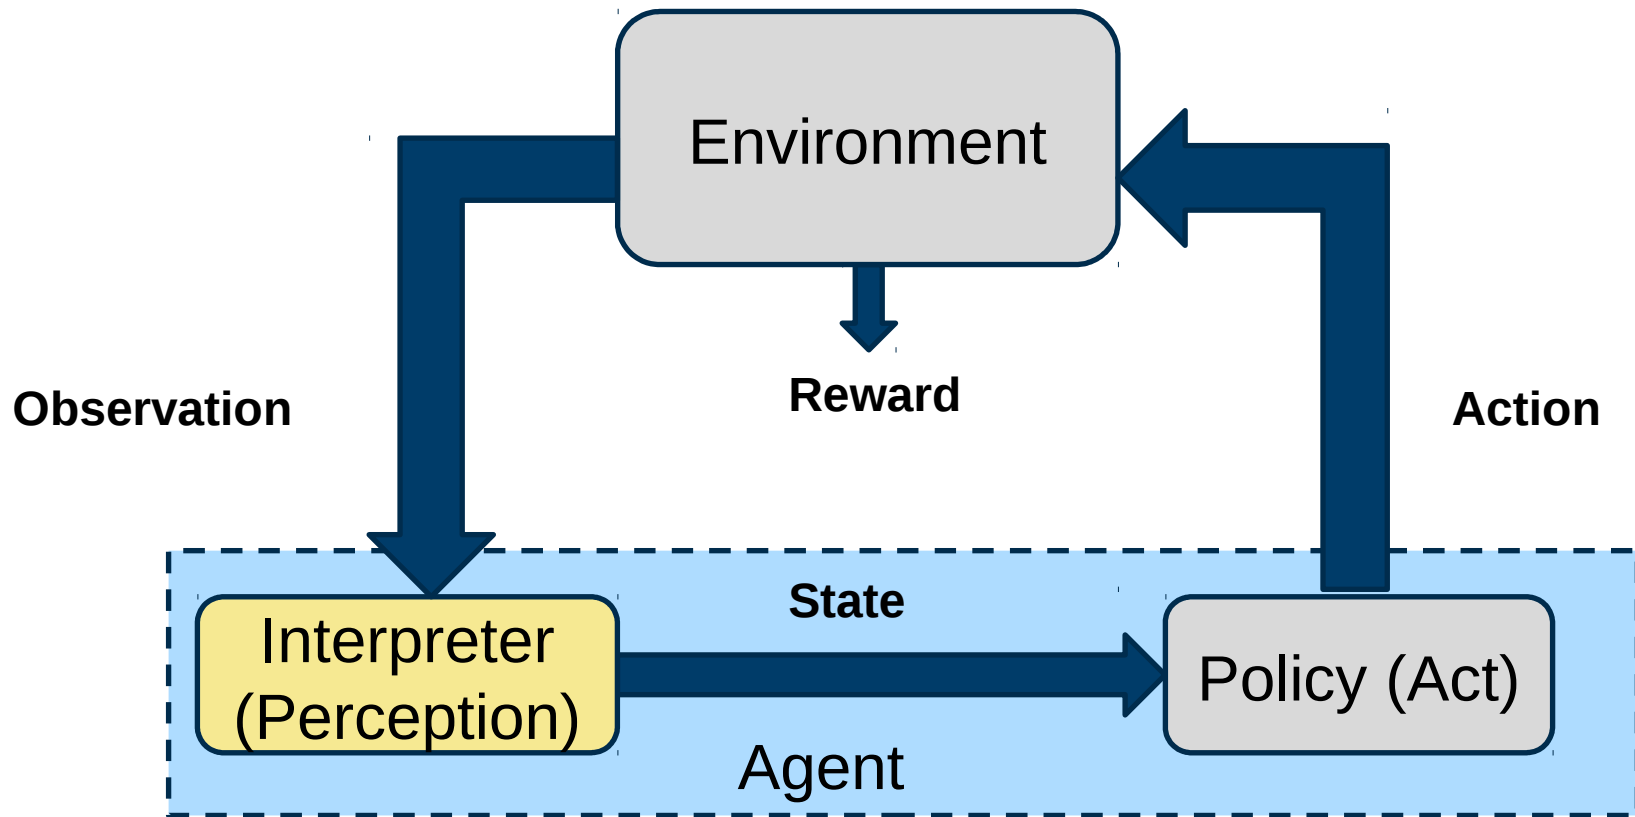 Environment
Reward
Observation
Action
State
Interpreter
(Perception)
Policy (Act)
Agent